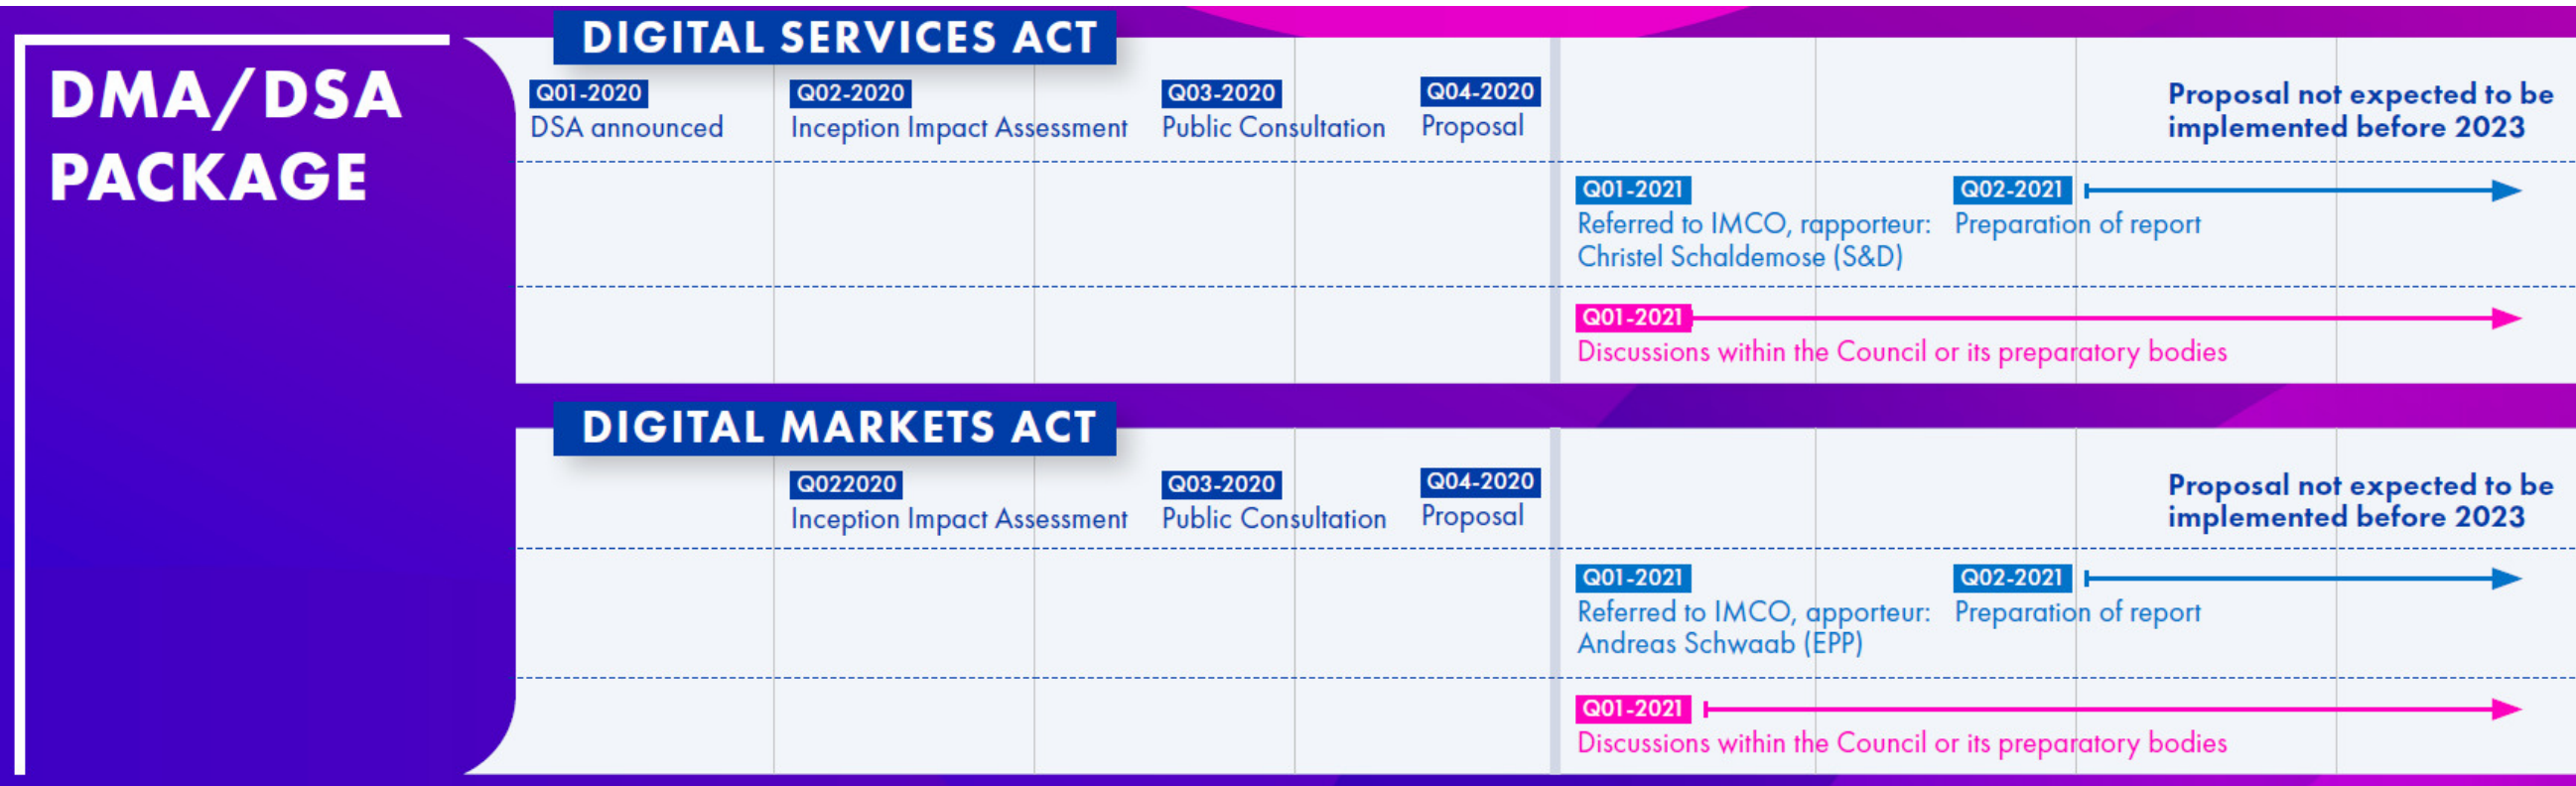 DMA/DSA
PACKAGE
DIGITAL SERVICES ACT
Q01-2020
DSA announced
Q02-2020
Inception Impact Assessment
Q03-2020
Public Consultation
Q04-2020
Proposal
Proposal not expected to be
implemented before 2023
Q01-2021
Referred to IMCO, rapporteur:
Christel Schaldemose (S&D)
Q02-2021
Preparation of report
Q01-2021
Discussions within the Council or its preparatory bodies
DIGITAL MARKETS ACT
Q022020
Inception Impact Assessment
Q03-2020
Public Consultation
Q04-2020
Proposal
Proposal not expected to be
implemented before 2023
Q01-2021
Referred to IMCO, apporteur:
Andreas Schwaab (EPP)
Q02-2021
Preparation of report
Q01-2021
Discussions within the Council or its preparatory bodies